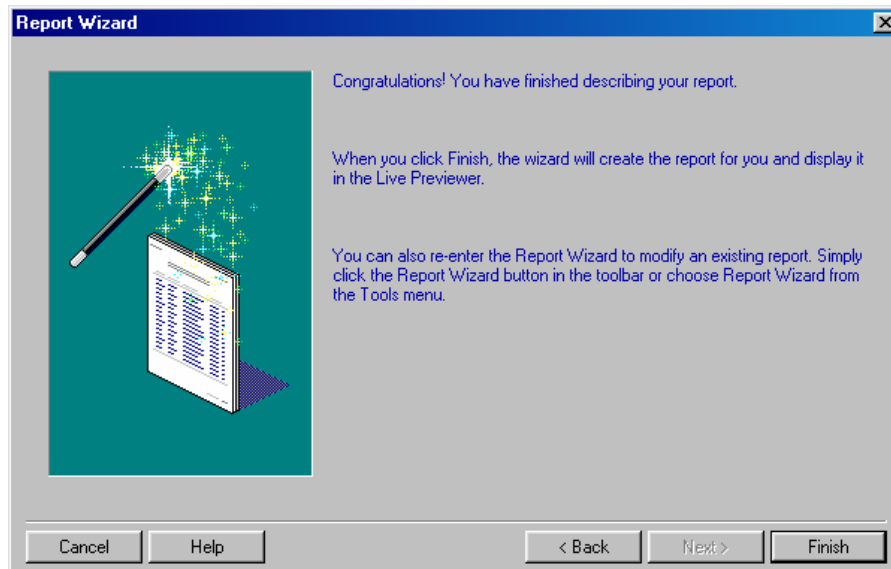 Report Wizard
Congratulations! You have finished describing your report.
When you click Finish, the wizard will create the report for you and display it
in the Live Previewer.
You can also re-enter the Report Wizard to modify an existing report. Simply
click the Report Wizard button in the toolbar or choose Report Wizard from
the Tools menu.
Cancel Help < Back Next > Finish